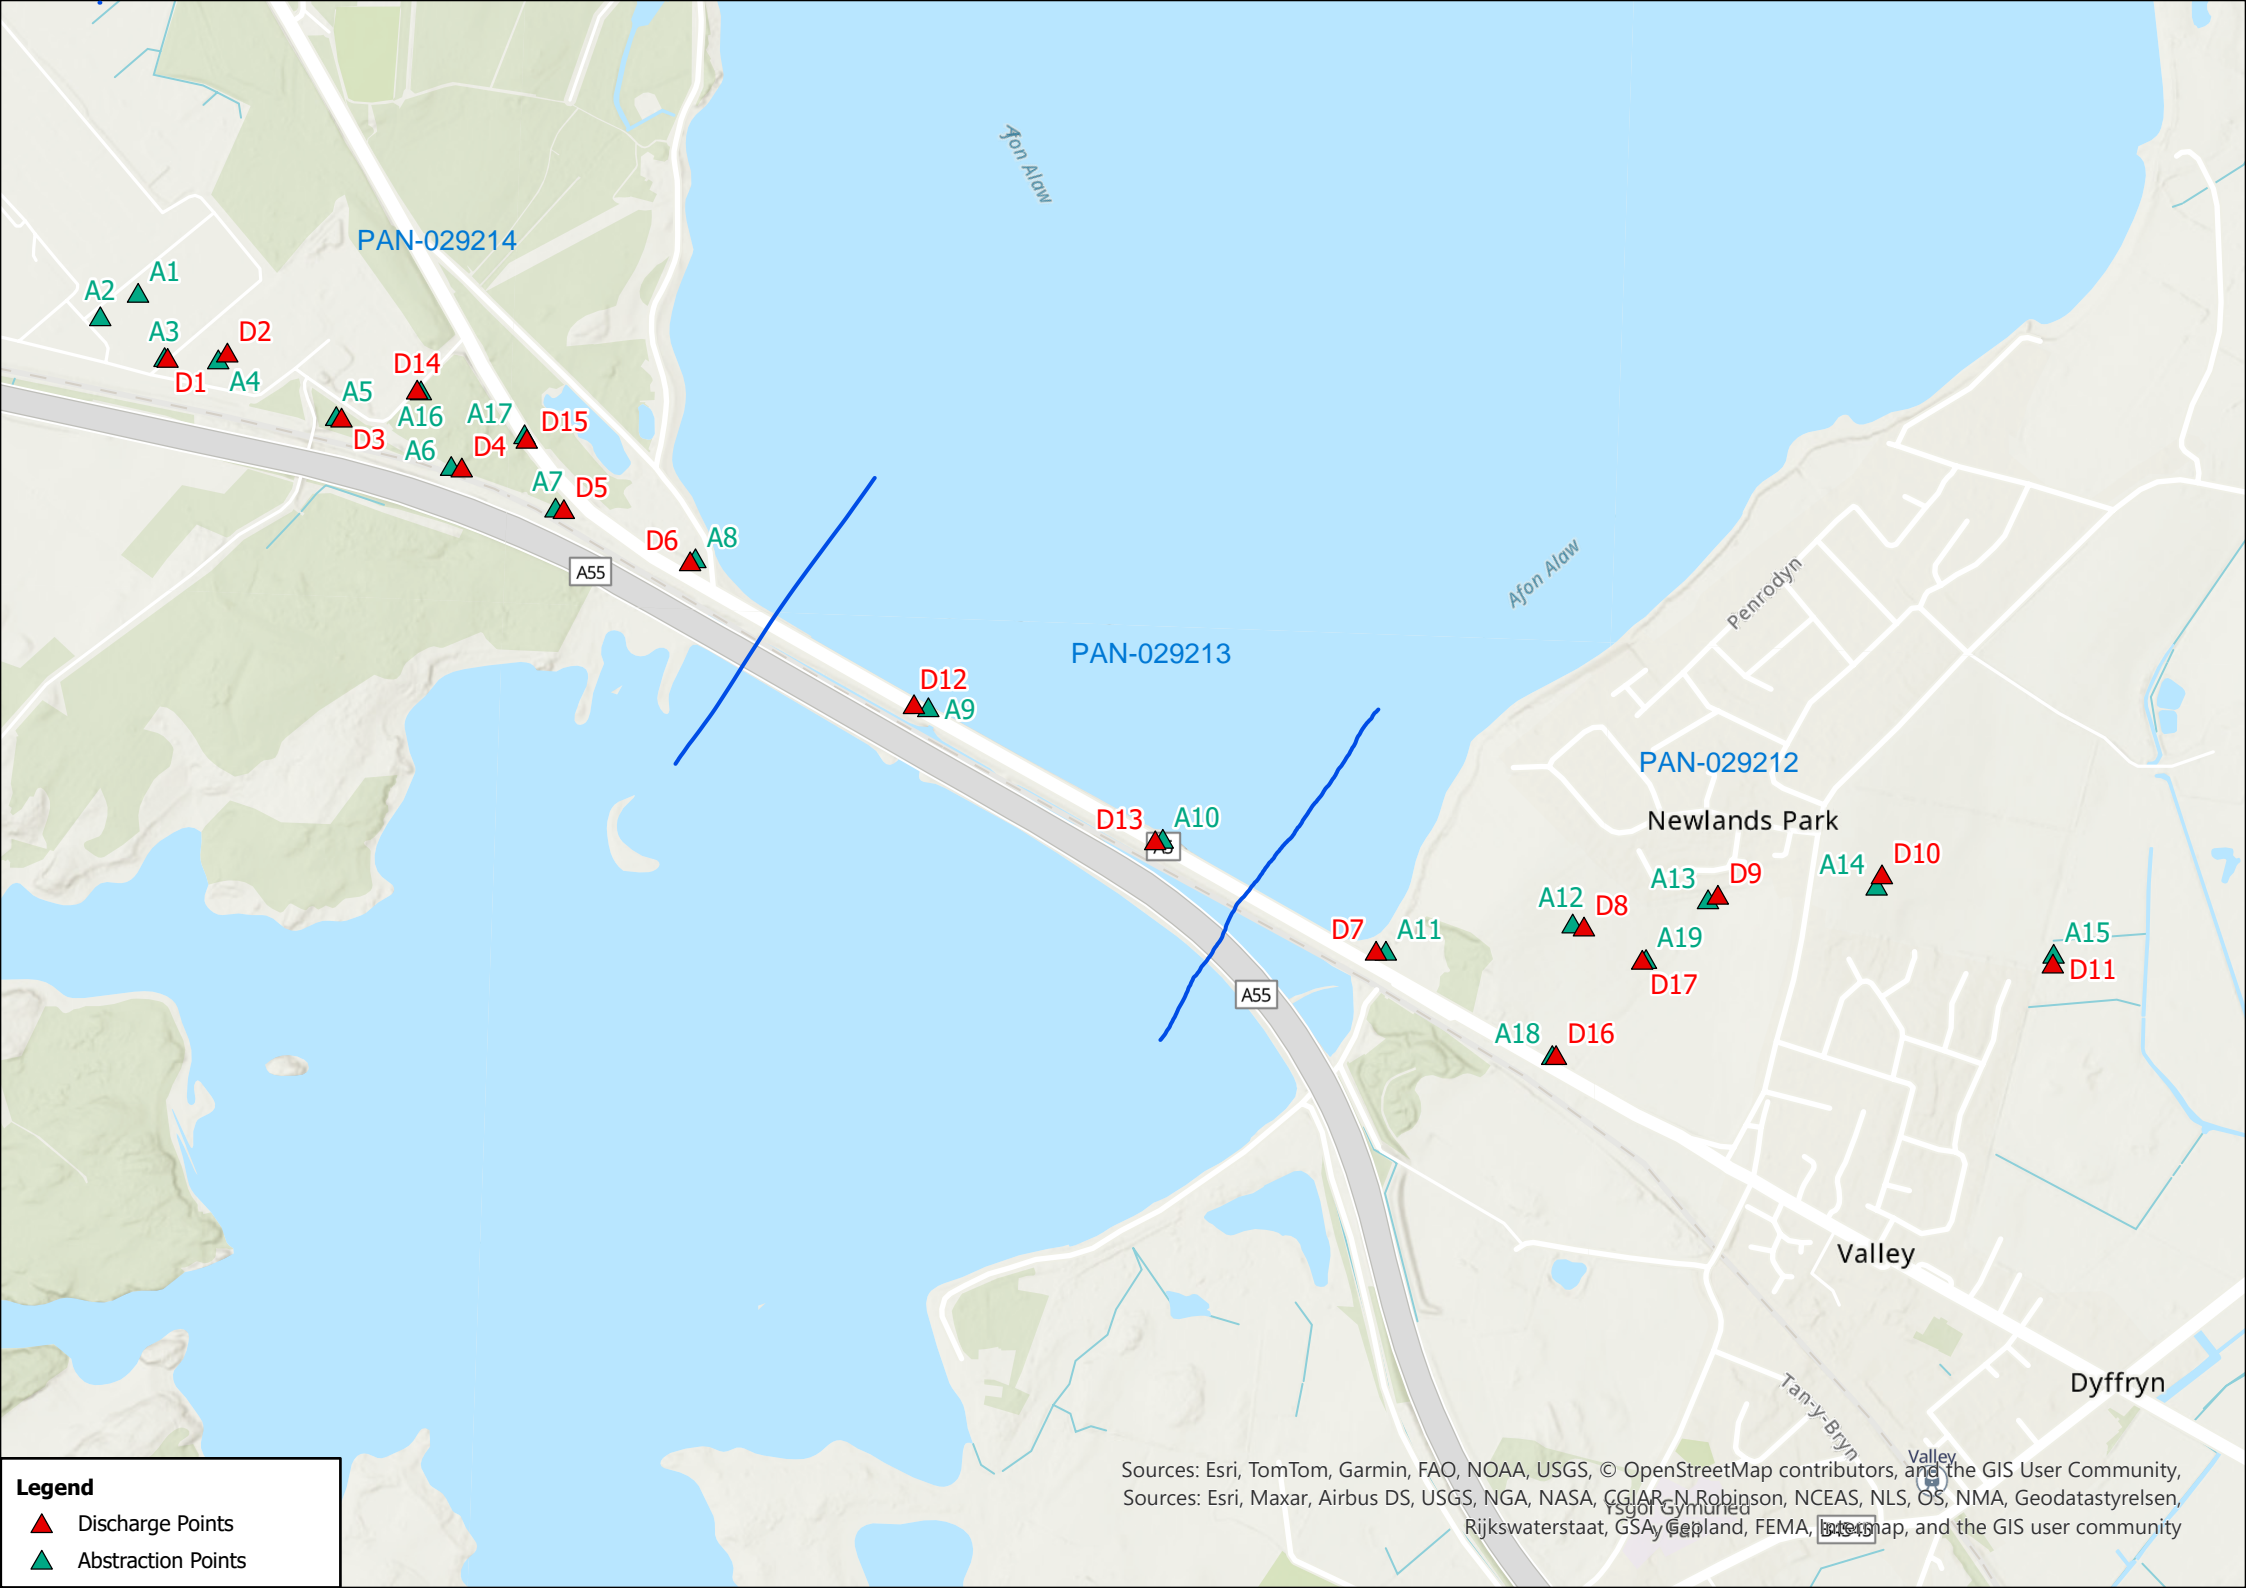 Afon Alaw
PAN-029214
A1
A2
A3
D2
D1
A4
D14
A5
A16
A17
D15
D3
A6
D4
A7
D5
D6
A8
A55
Afon Alaw
Penrodyn
PAN-029213
D12
A9
PAN-029212
Newlands Park
D13
A10
A14
D10
A13
D9
A12
D8
D7
A11
A19
A15
D17
D11
A55
A18
D16
Valley
Dyffryn
Tan-y-Bryn
Valley
Sources: Esri, TomTom, Garmin, FAO, NOAA, USGS, © OpenStreetMap contributors, and the GIS User Community,
Sources: Esri, Maxar, Airbus DS, USGS, NGA, NASA, CGIAR, N Robinson, NCEAS, NLS, OS, NMA, Geodatastyrelsen,
Rijkswaterstaat, GSA, Geoland, FEMA, Intermap, and the GIS user community
Ysgol Gymuned
y Fali
Legend
Discharge Points
Abstraction Points